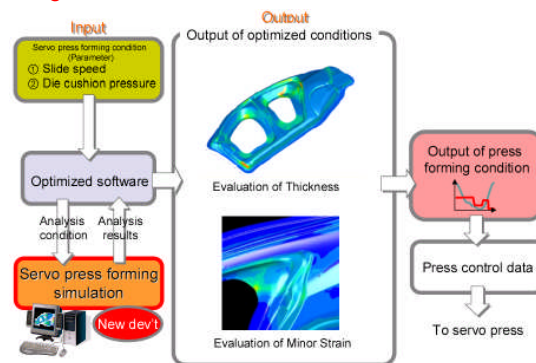 Input
Servo press forming condition
(Parameter)
① Slide speed
② Die cushion pressure
Optimized software
Analysis
condition
Analysis
results
Servo press forming
simulation
New dev't
Output
Output of optimized conditions
Evaluation of Thickness
Evaluation of Minor Strain
Output of press
forming condition
Press control data
To servo press